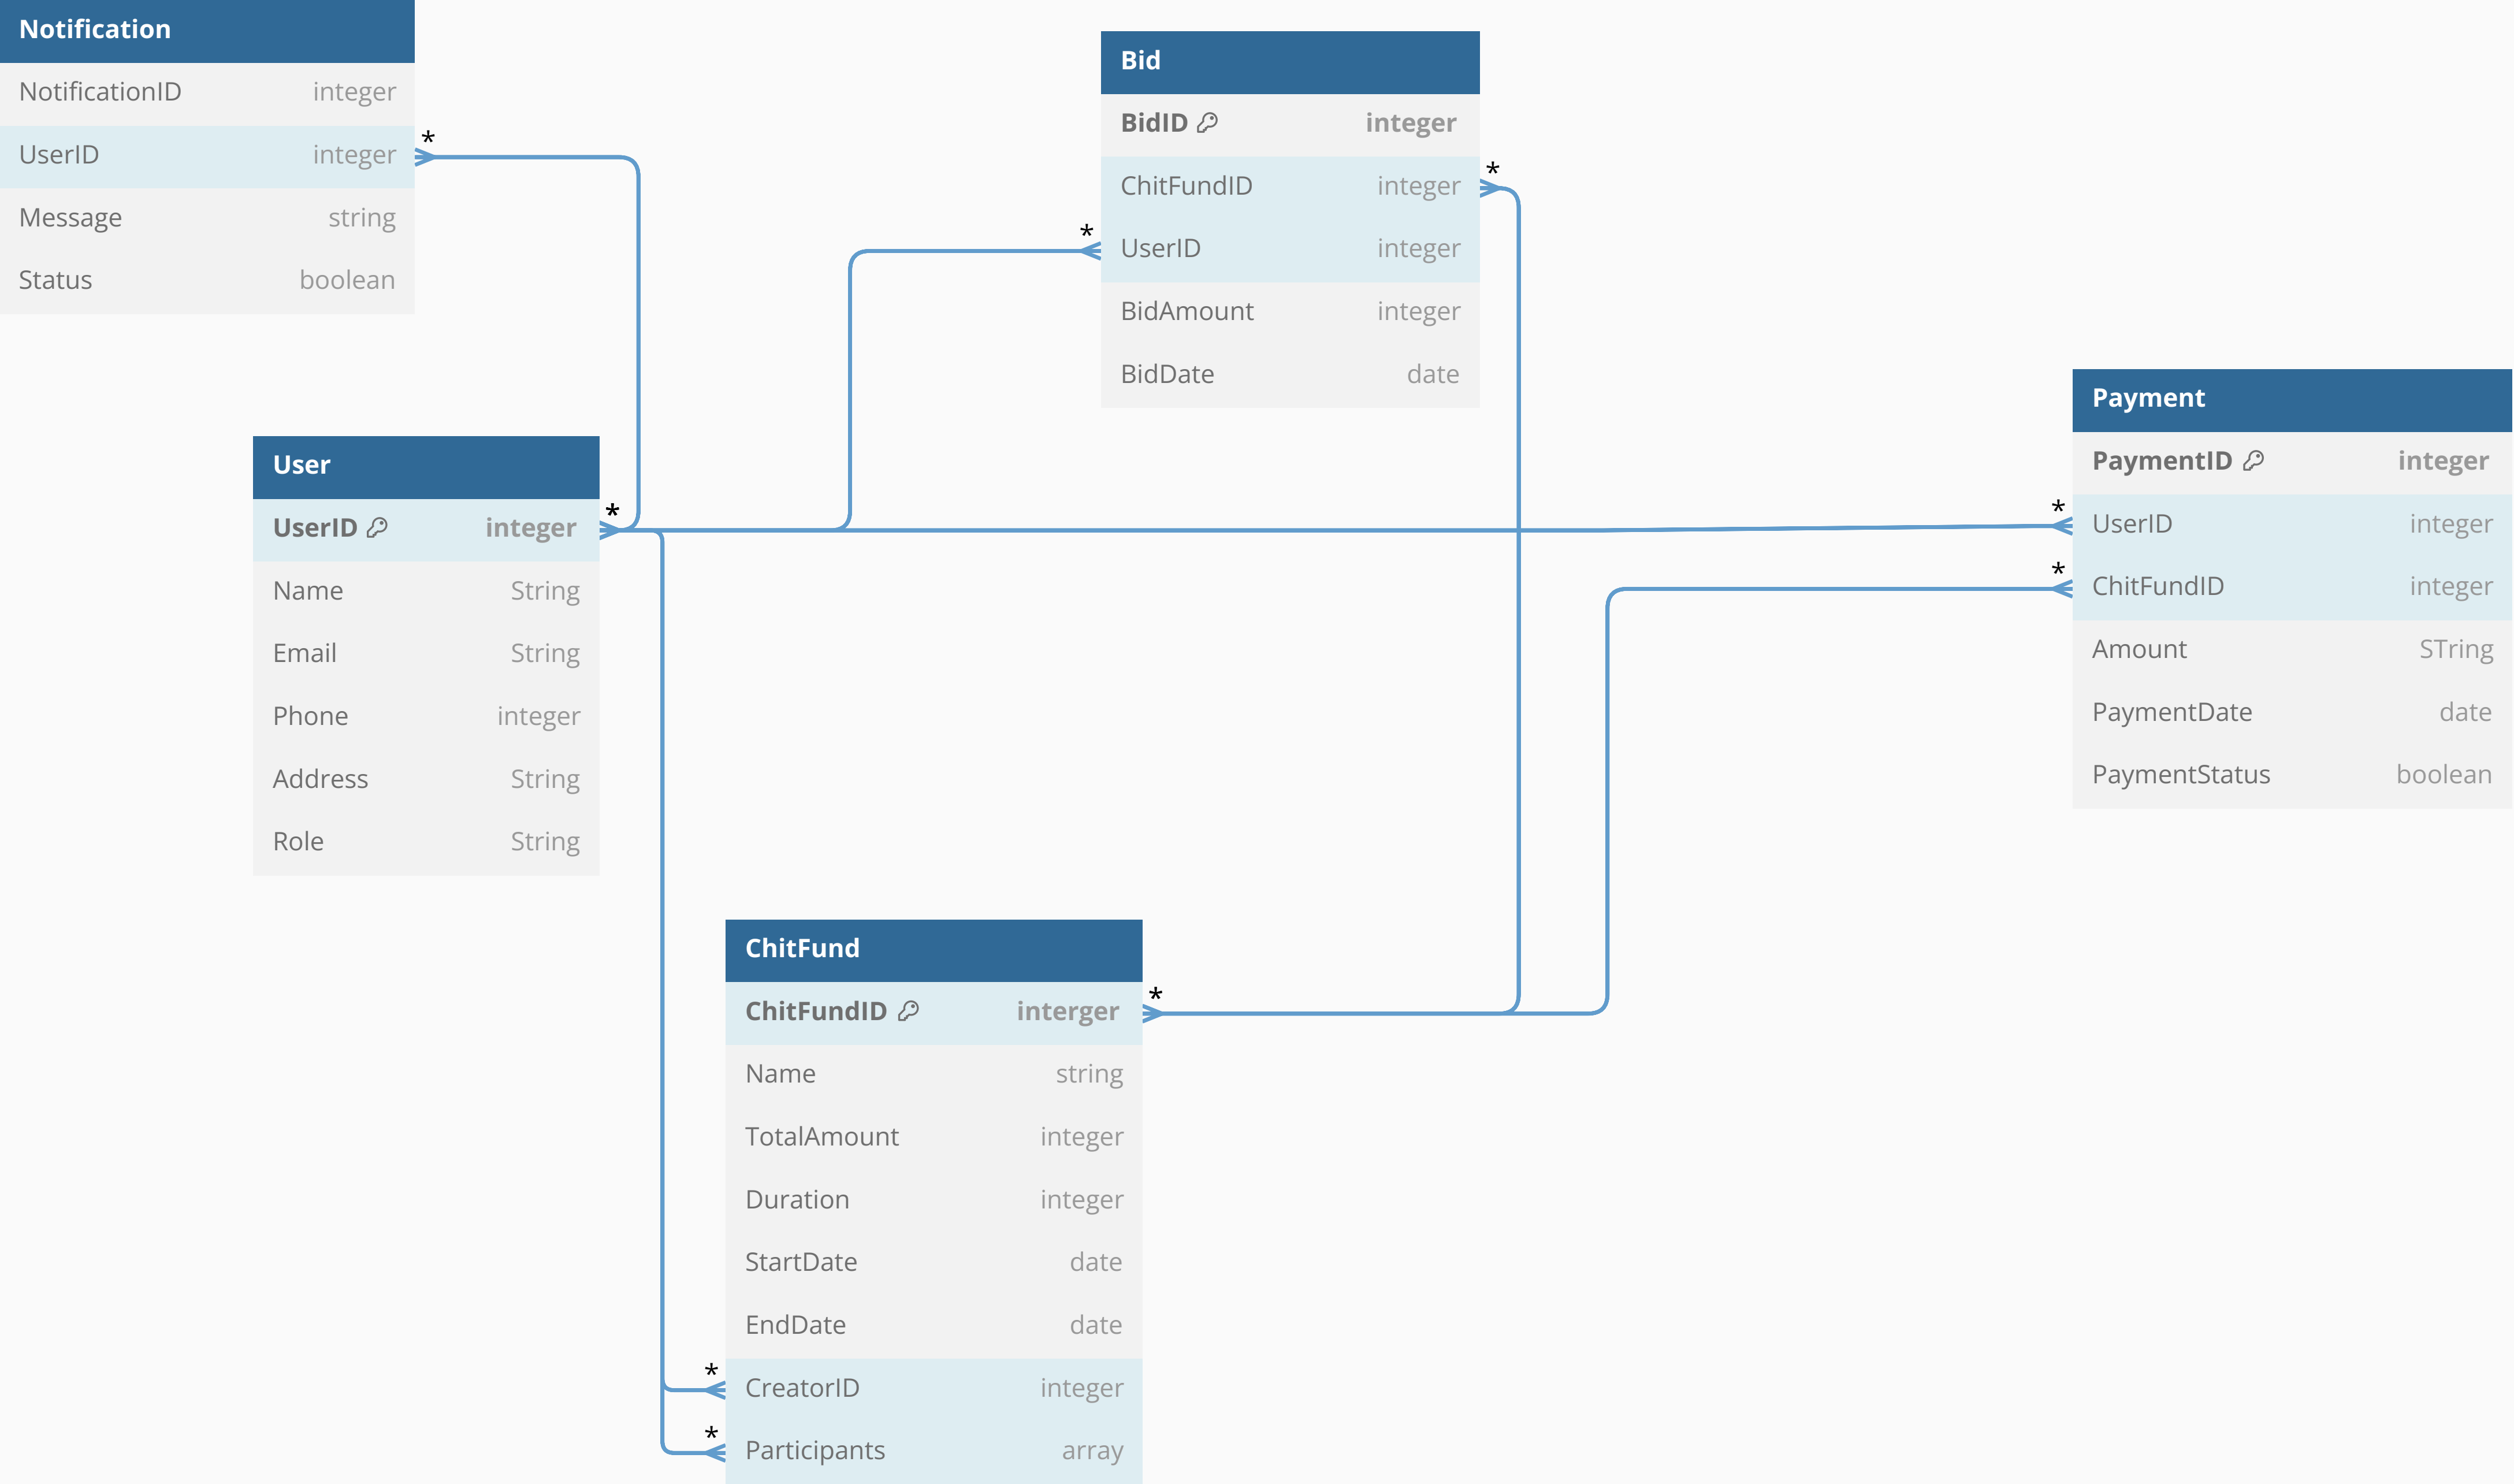 Notification
NotificationID integer
UserID integer
Message string
Status boolean
*
Bid
BidID integer
ChitFundID integer
UserID integer
BidAmount integer
BidDate date
*
*
User
UserID integer
Name String
Email String
Phone integer
Address String
Role String
*
Payment
PaymentID integer
UserID integer
ChitFundID integer
Amount STring
PaymentDate date
PaymentStatus boolean
*
*
ChitFund
ChitFundID interger
Name string
TotalAmount integer
Duration integer
StartDate date
EndDate date
CreatorID integer
Participants array
*
*
*